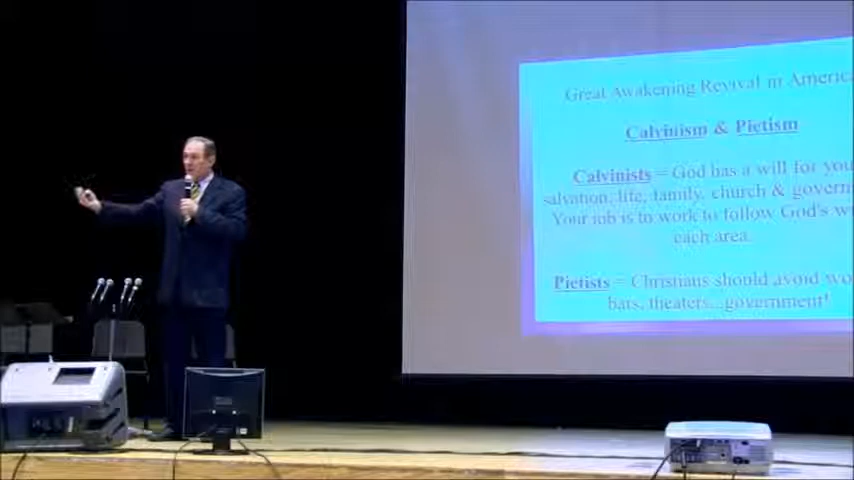 Great Awakening Revival in America
Calvinism & Pietism
Calvinists = God has a will for you
salvation, life, family, church & govern
Your job is to work to follow God's w
each area.
Pietists = Christians should avoid wo
bars, theaters...government!